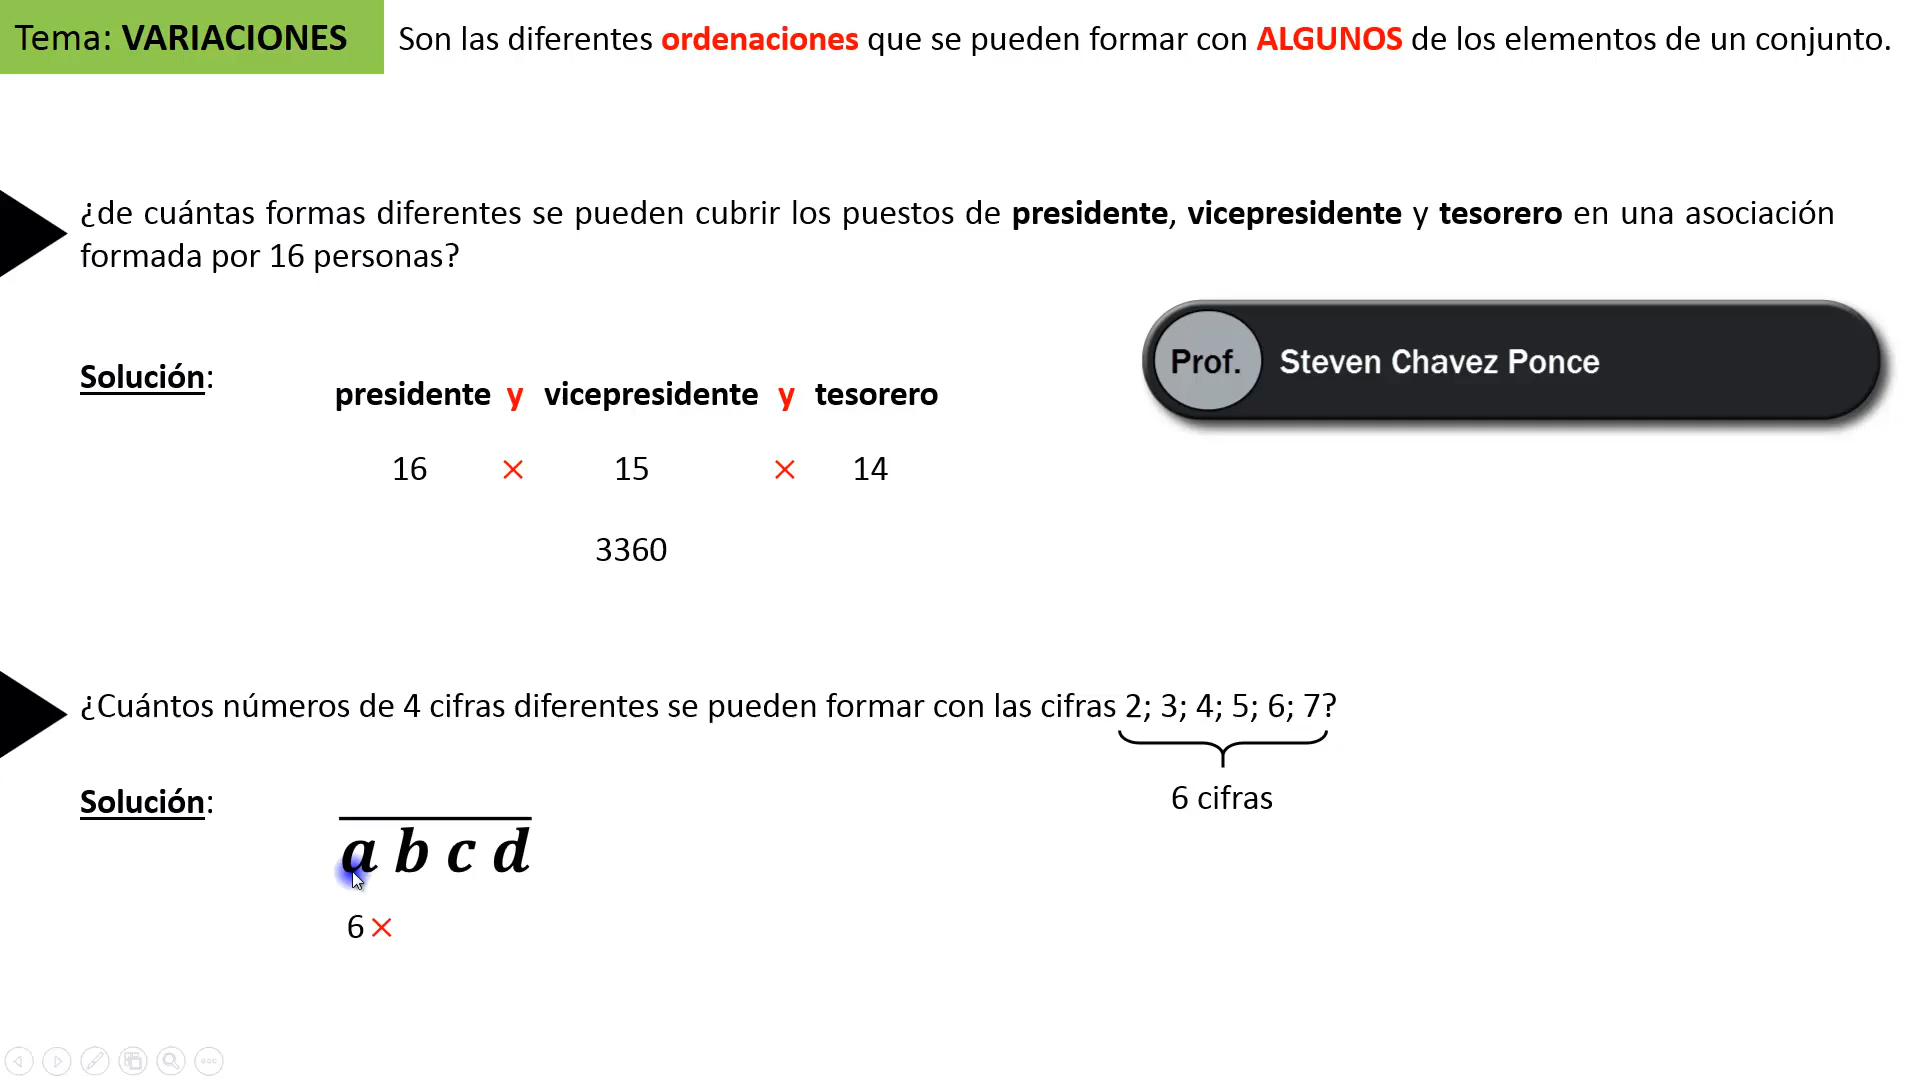 Tema: VARIACIONES
Son las diferentes ordenaciones que se pueden formar con ALGUNOS de los elementos de un conjunto.
¿de cuántas formas diferentes se pueden cubrir los puestos de presidente, vicepresidente y tesorero en una asociación
formada por 16 personas?
Prof. Steven Chavez Ponce
Solución:
presidente y vicepresidente y tesorero
16 × 15 × 14
3360
¿Cuántos números de 4 cifras diferentes se pueden formar con las cifras 2; 3; 4; 5; 6; 7?
6 cifras
Solución:
a b c d
6 ×